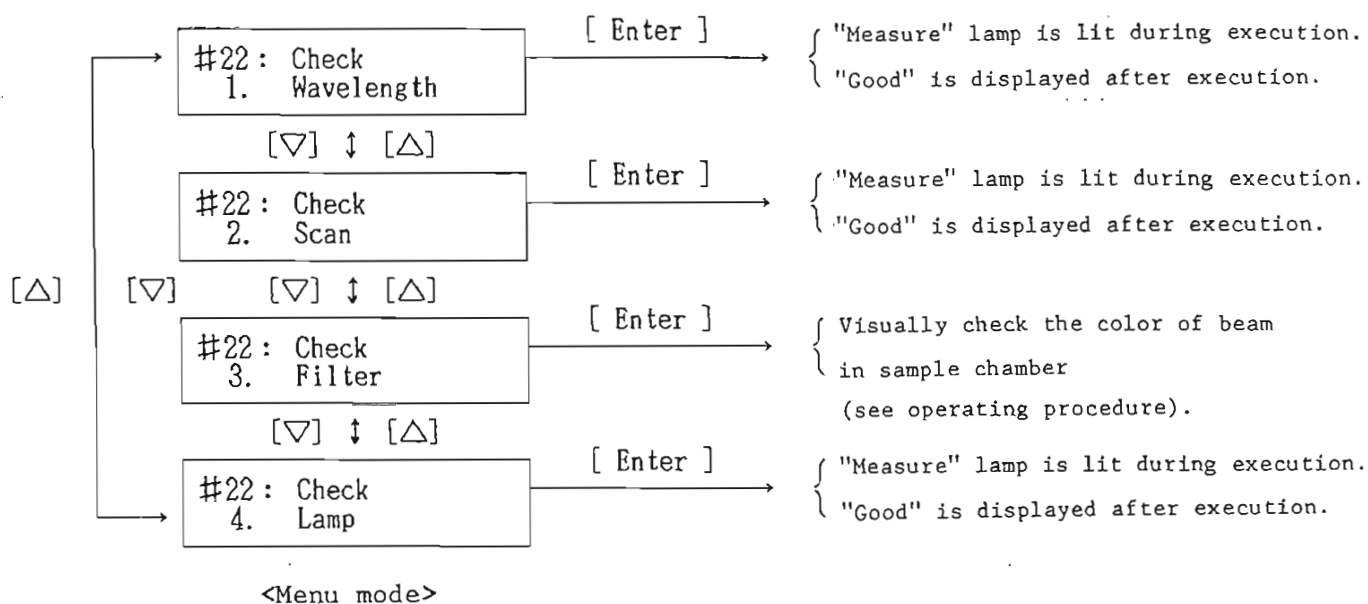 [ Enter ]
#22: Check
1. Wavelength
"Measure" lamp is lit during execution.
"Good" is displayed after execution.
[▽] ↕ [△]
[ Enter ]
#22: Check
2. Scan
"Measure" lamp is lit during execution.
"Good" is displayed after execution.
[△] [▽] [▽] ↕ [△]
[ Enter ]
#22: Check
3. Filter
Visually check the color of beam
in sample chamber
(see operating procedure).
[▽] ↕ [△]
[ Enter ]
#22: Check
4. Lamp
"Measure" lamp is lit during execution.
"Good" is displayed after execution.
<Menu mode>